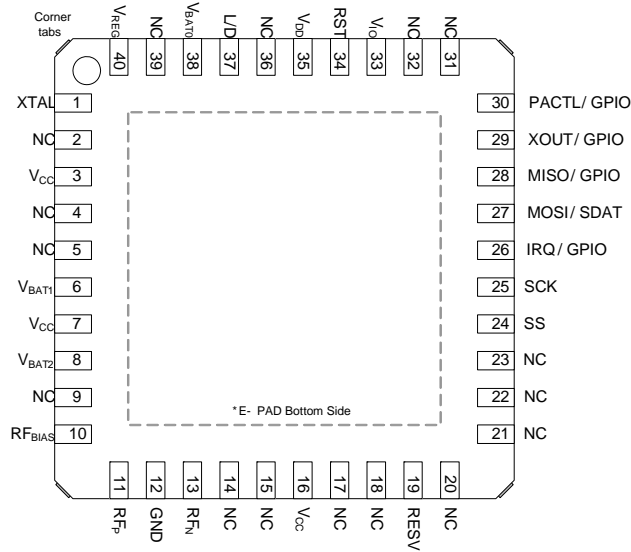 Corner
tabs
VREG
NC
VBAT0
L/D
NC
VDD
RST
VIO
NC
NC
40
39
38
37
36
35
34
33
32
31
XTAL 1
NC 2
VCC 3
NC 4
NC 5
VBAT1 6
VCC 7
VBAT2 8
NC 9
RFBIAS 10
30 PACTL/ GPIO
29 XOUT/ GPIO
28 MISO/ GPIO
27 MOSI/ SDAT
26 IRQ/ GPIO
25 SCK
24 SS
23 NC
22 NC
21 NC
*E- PAD Bottom Side
11
12
13
14
15
16
17
18
19
20
RFP
GND
RFN
NC
NC
VCC
NC
NC
RESV
NC